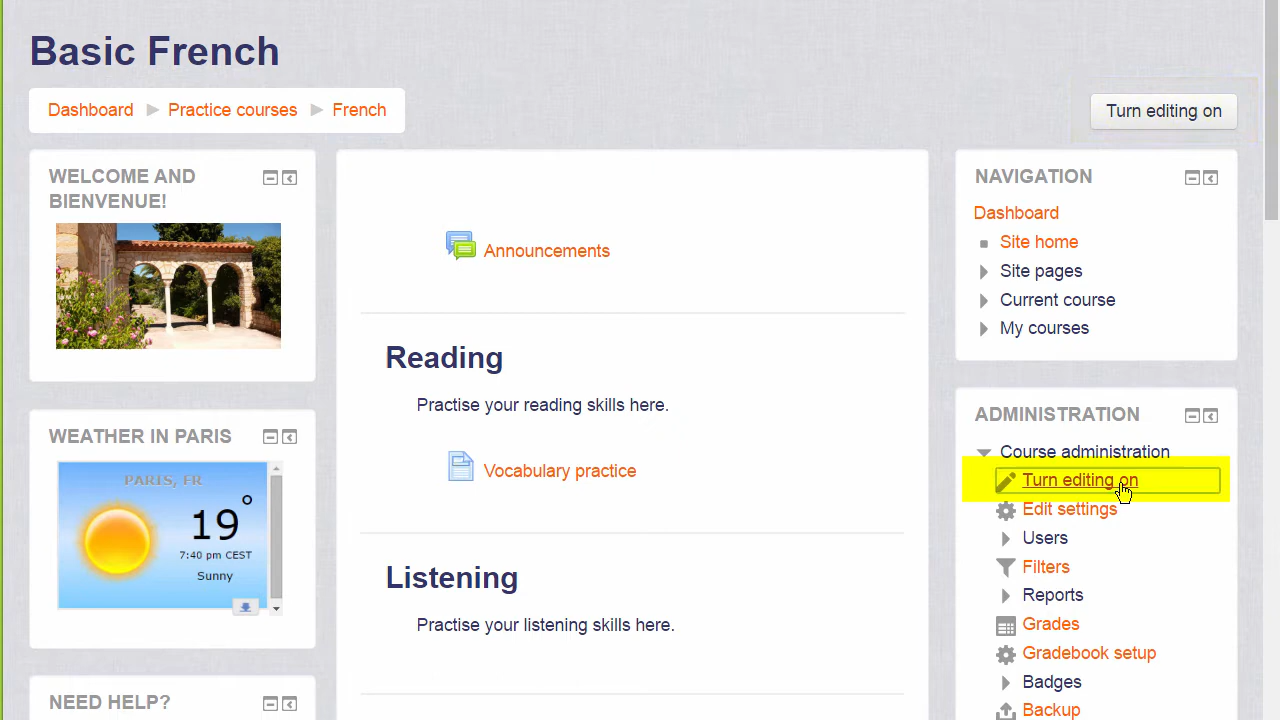 Basic French
Dashboard Practice courses French
Turn editing on
WELCOME AND
BIENVENUE!
WEATHER IN PARIS
PARIS, FR
19°
7:40 pm CEST
Sunny
NEED HELP?
Announcements
Reading
Practise your reading skills here.
Vocabulary practice
Listening
Practise your listening skills here.
NAVIGATION
Dashboard
Site home
Site pages
Current course
My courses
ADMINISTRATION
Course administration
Turn editing on
Edit settings
Users
Filters
Reports
Grades
Gradebook setup
Badges
Backup